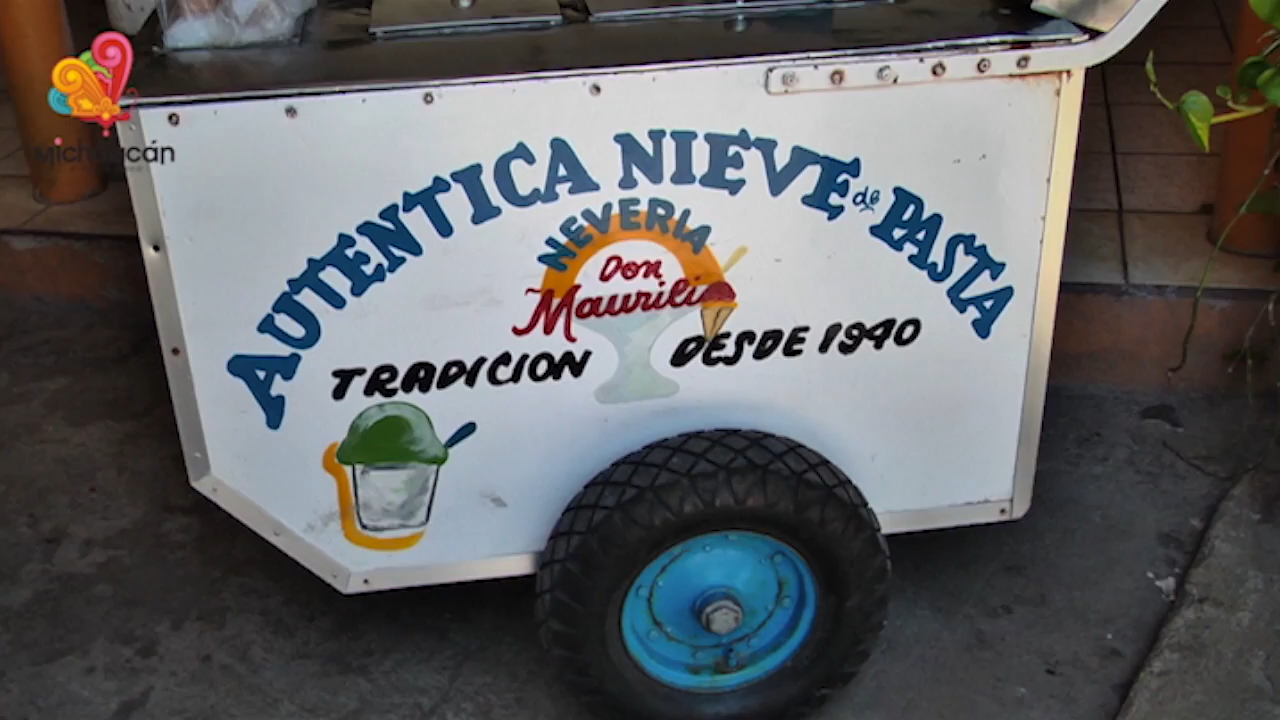 Michoacán
AUTENTICA NIEVE de PASTA
NEVERIA
Don
Maurilio
TRADICION DESDE 1940